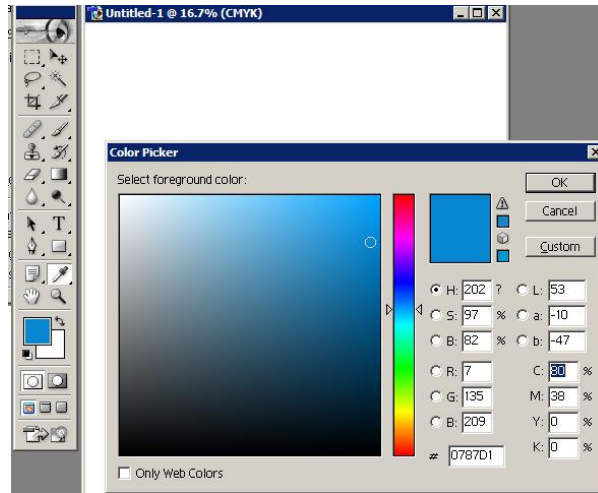 Untitled-1 @ 16.7% (CMYK)
Color Picker
Select foreground color:
OK
Cancel
Custom
H: 202 ? L: 53
S: 97 % a: -10
B: 82 % b: -47
R: 7 C: 80 %
G: 135 M: 38 %
B: 209 Y: 0 %
# 0787D1 K: 0 %
Only Web Colors
T